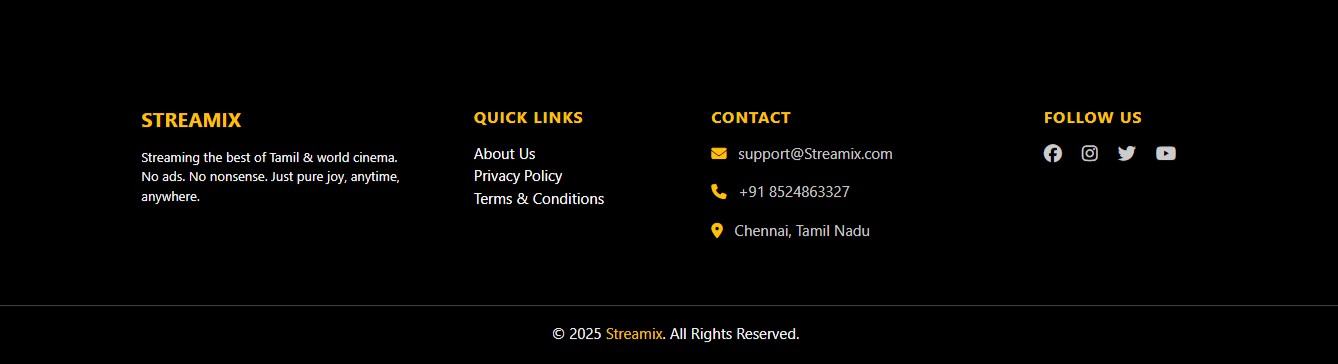 STREAMIX
Streaming the best of Tamil & world cinema.
No ads. No nonsense. Just pure joy, anytime,
anywhere.
QUICK LINKS
About Us
Privacy Policy
Terms & Conditions
CONTACT
support@Streamix.com
+91 8524863327
Chennai, Tamil Nadu
FOLLOW US
© 2025 Streamix. All Rights Reserved.